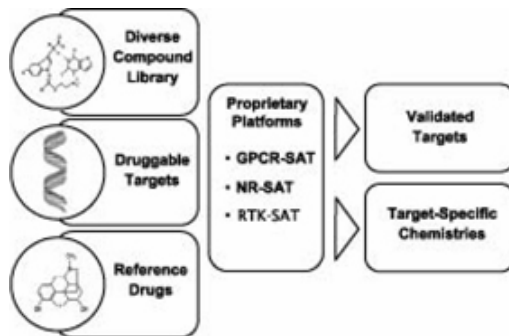 Diverse
Compound
Library
Druggable
Targets
Reference
Drugs
Proprietary
Platforms
• GPCR-SAT
• NR-SAT
• RTK-SAT
Validated
Targets
Target-Specific
Chemistries